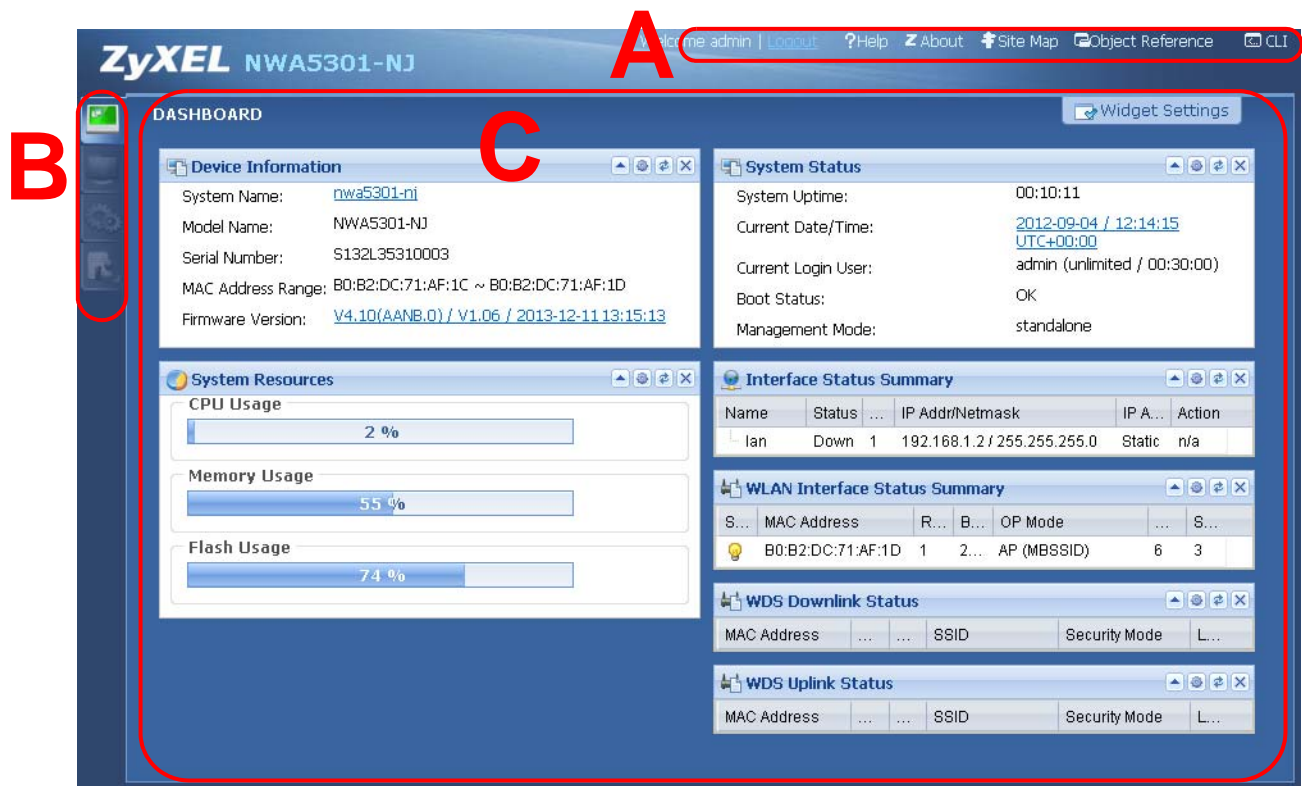 A
Welcome admin | Logout ?Help Z About Site Map Object Reference CLI
ZyXEL NWA5301-NJ
B
C
DASHBOARD
Widget Settings
Device Information
System Name: nwa5301-nj
Model Name: NWA5301-NJ
Serial Number: S132L35310003
MAC Address Range: B0:B2:DC:71:AF:1C ~ B0:B2:DC:71:AF:1D
Firmware Version: V4.10(AANB.0) / V1.06 / 2013-12-11 13:15:13
System Resources
CPU Usage
2 %
Memory Usage
55 %
Flash Usage
74 %
System Status
System Uptime: 00:10:11
Current Date/Time: 2012-09-04 / 12:14:15
UTC+00:00
Current Login User: admin (unlimited / 00:30:00)
Boot Status: OK
Management Mode: standalone
Interface Status Summary
Name Status ... IP Addr/Netmask IP A... Action
lan Down 1 192.168.1.2 / 255.255.255.0 Static n/a
WLAN Interface Status Summary
S... MAC Address R... B... OP Mode ... S...
B0:B2:DC:71:AF:1D 1 2... AP (MBSSID) 6 3
WDS Downlink Status
MAC Address ... ... SSID Security Mode L...
WDS Uplink Status
MAC Address ... ... SSID Security Mode L...